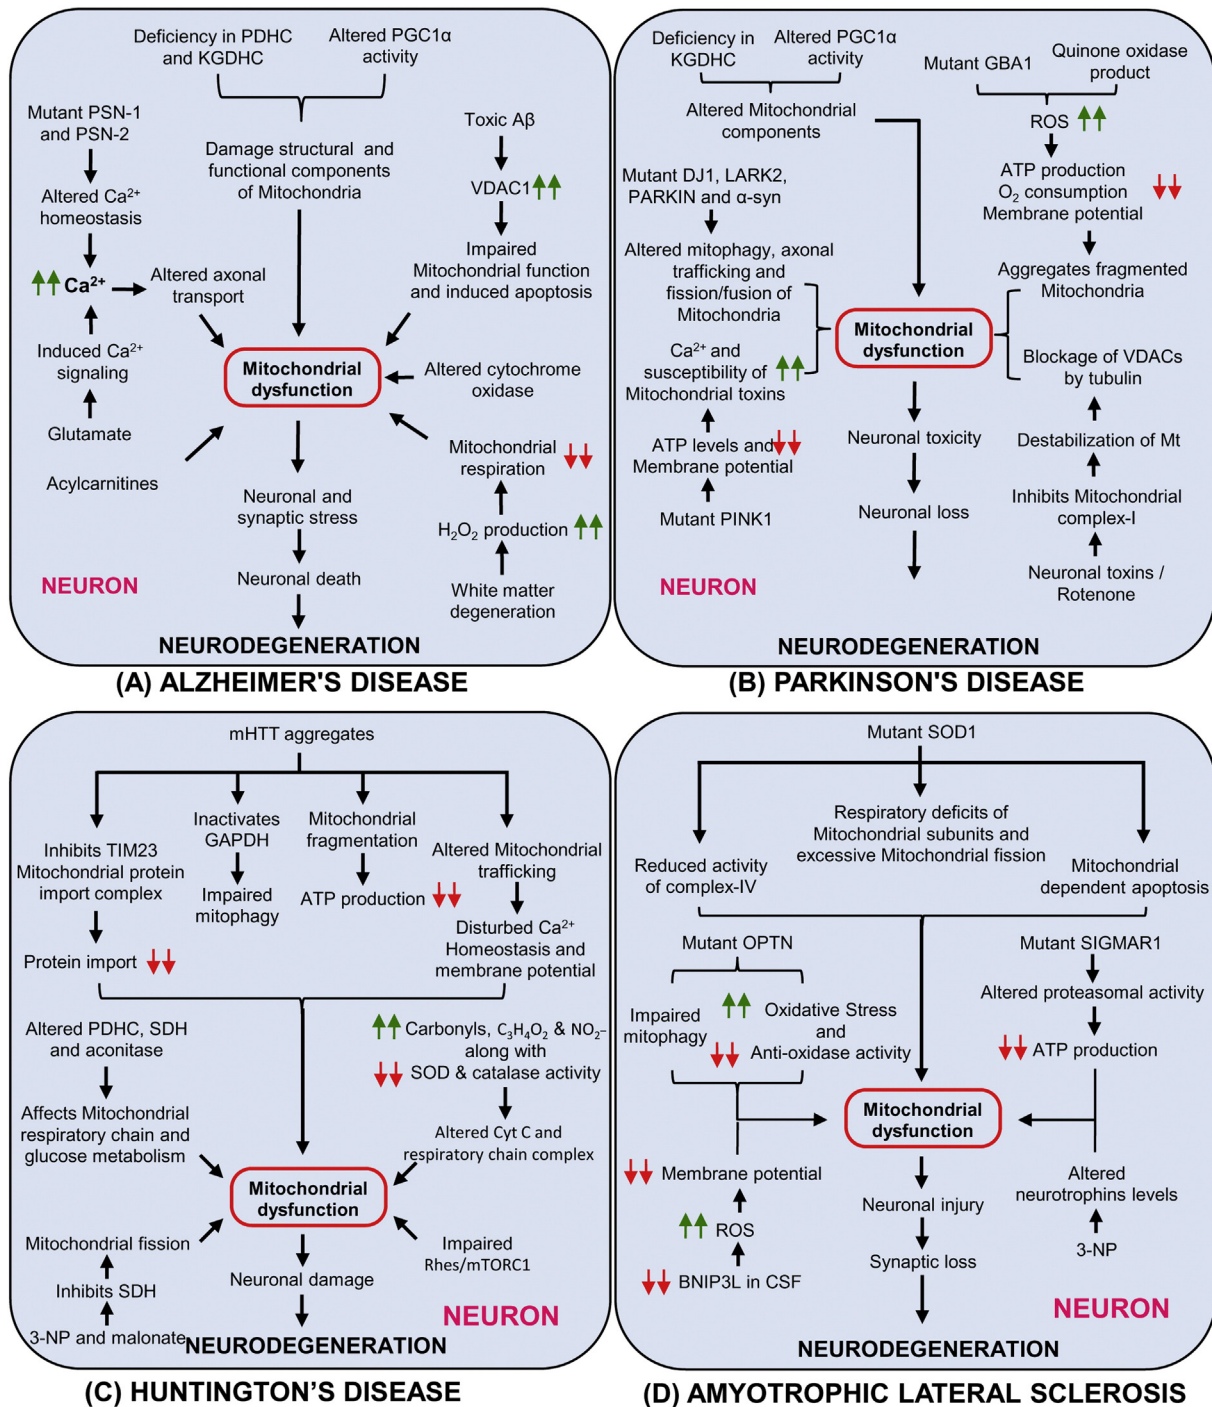 Deficiency in PDHC
and KGDHC
Altered PGC1α
activity
Mutant PSN-1
and PSN-2
Toxic Aβ
Damage structural and
functional components
of Mitochondria
VDAC1
Altered Ca²⁺
homeostasis
Impaired
Mitochondrial function
and induced apoptosis
Ca²⁺
Altered axonal
transport
Induced Ca²⁺
signaling
Mitochondrial
dysfunction
Altered cytochrome
oxidase
Glutamate
Mitochondrial
respiration
Acylcarnitines
Neuronal and
synaptic stress
H₂O₂ production
NEURON
Neuronal death
White matter
degeneration
NEURODEGENERATION
(A) ALZHEIMER'S DISEASE
Deficiency in
KGDHC
Altered PGC1α
activity
Mutant GBA1
Quinone oxidase
product
Altered Mitochondrial
components
ROS
Mutant DJ1, LARK2,
PARKIN and α-syn
ATP production
O₂ consumption
Membrane potential
Altered mitophagy, axonal
trafficking and
fission/fusion of
Mitochondria
Aggregates fragmented
Mitochondria
Mitochondrial
dysfunction
Ca²⁺ and
susceptibility of
Mitochondrial toxins
Blockage of VDACs
by tubulin
ATP levels and
Membrane potential
Neuronal toxicity
Destabilization of Mt
Mutant PINK1
Neuronal loss
Inhibits Mitochondrial
complex-I
NEURON
Neuronal toxins /
Rotenone
NEURODEGENERATION
(B) PARKINSON'S DISEASE
mHTT aggregates
Inhibits TIM23
Mitochondrial protein
import complex
Inactivates
GAPDH
Mitochondrial
fragmentation
Altered Mitochondrial
trafficking
Impaired
mitophagy
ATP production
Protein import
Disturbed Ca²⁺
Homeostasis and
membrane potential
Altered PDHC, SDH
and aconitase
Carbonyls, C₃H₄O₂ & NO₂₋
along with
SOD & catalase activity
Affects Mitochondrial
respiratory chain and
glucose metabolism
Altered Cyt C and
respiratory chain complex
Mitochondrial
dysfunction
Mitochondrial fission
Impaired
Rhes/mTORC1
Inhibits SDH
Neuronal damage
3-NP and malonate
NEURON
NEURODEGENERATION
(C) HUNTINGTON’S DISEASE
Mutant SOD1
Reduced activity
of complex-IV
Respiratory deficits of
Mitochondrial subunits and
excessive Mitochondrial fission
Mitochondrial
dependent apoptosis
Mutant OPTN
Mutant SIGMAR1
Impaired
mitophagy
Oxidative Stress
and
Anti-oxidase activity
Altered proteasomal activity
ATP production
Mitochondrial
dysfunction
Membrane potential
Altered
neurotrophins levels
ROS
Neuronal injury
3-NP
BNIP3L in CSF
Synaptic loss
NEURON
NEURODEGENERATION
(D) AMYOTROPHIC LATERAL SCLEROSIS